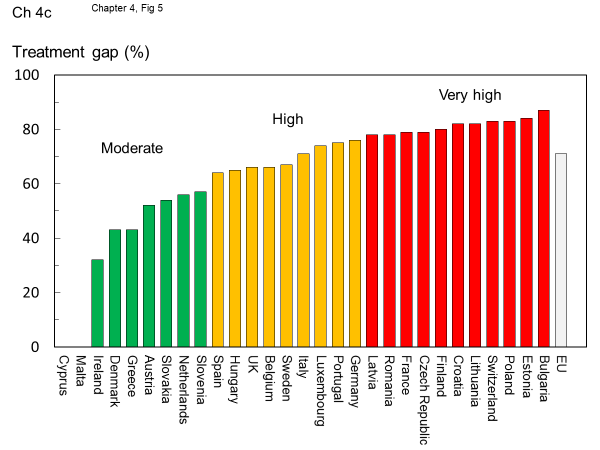 Ch 4c
Chapter 4, Fig 5
Treatment gap (%)
100
80
60
40
20
0
Moderate
High
Very high
Cyprus
Malta
Ireland
Denmark
Greece
Austria
Slovakia
Netherlands
Slovenia
Spain
Hungary
UK
Belgium
Sweden
Italy
Luxembourg
Portugal
Germany
Latvia
Romania
France
Czech Republic
Finland
Croatia
Lithuania
Switzerland
Poland
Estonia
Bulgaria
EU